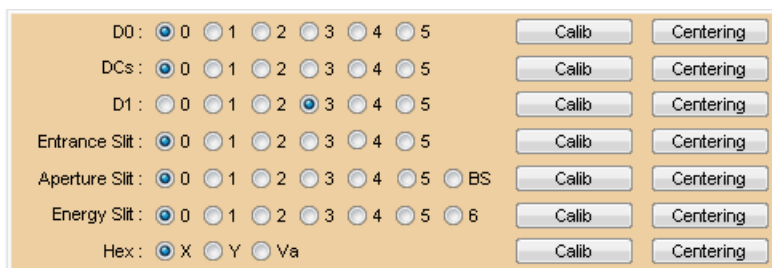 D0 : 0 1 2 3 4 5 Calib Centering
DCs : 0 1 2 3 4 5 Calib Centering
D1 : 0 1 2 3 4 5 Calib Centering
Entrance Slit : 0 1 2 3 4 5 Calib Centering
Aperture Slit : 0 1 2 3 4 5 BS Calib Centering
Energy Slit : 0 1 2 3 4 5 6 Calib Centering
Hex : X Y Va Calib Centering